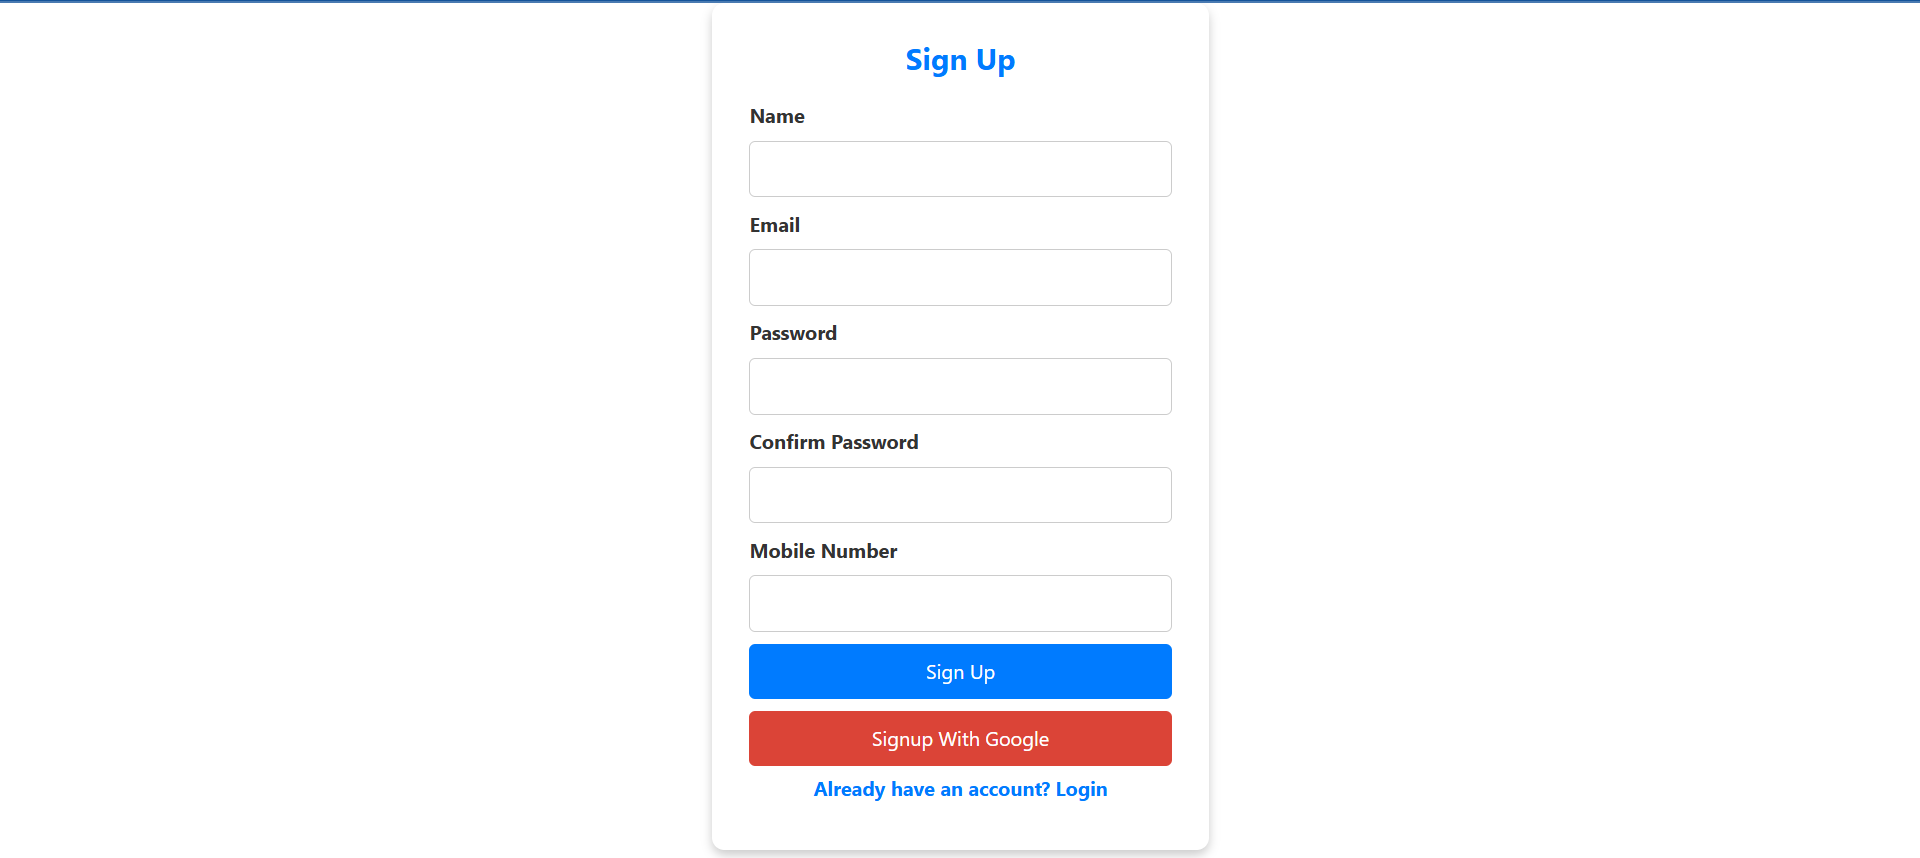 Sign Up
Name
Email
Password
Confirm Password
Mobile Number
Sign Up
Signup With Google
Already have an account? Login